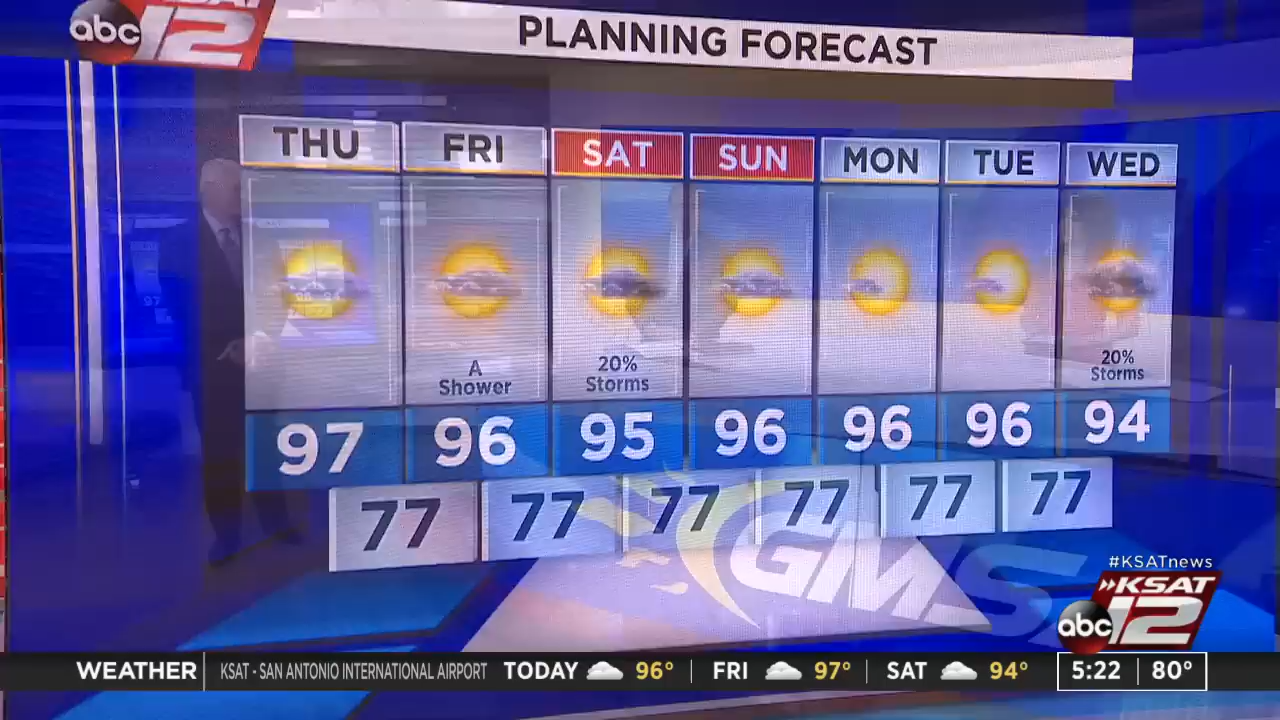 abc
KSAT
12
PLANNING FORECAST
THU
FRI
SAT
SUN
MON
TUE
WED
A
Shower
20%
Storms
20%
Storms
97
96
95
96
96
96
94
77
77
77
77
77
77
GMS
#KSATnews
KSAT
abc
12
WEATHER
KSAT - SAN ANTONIO INTERNATIONAL AIRPORT
TODAY 96° FRI 97° SAT 94°
5:22 80°